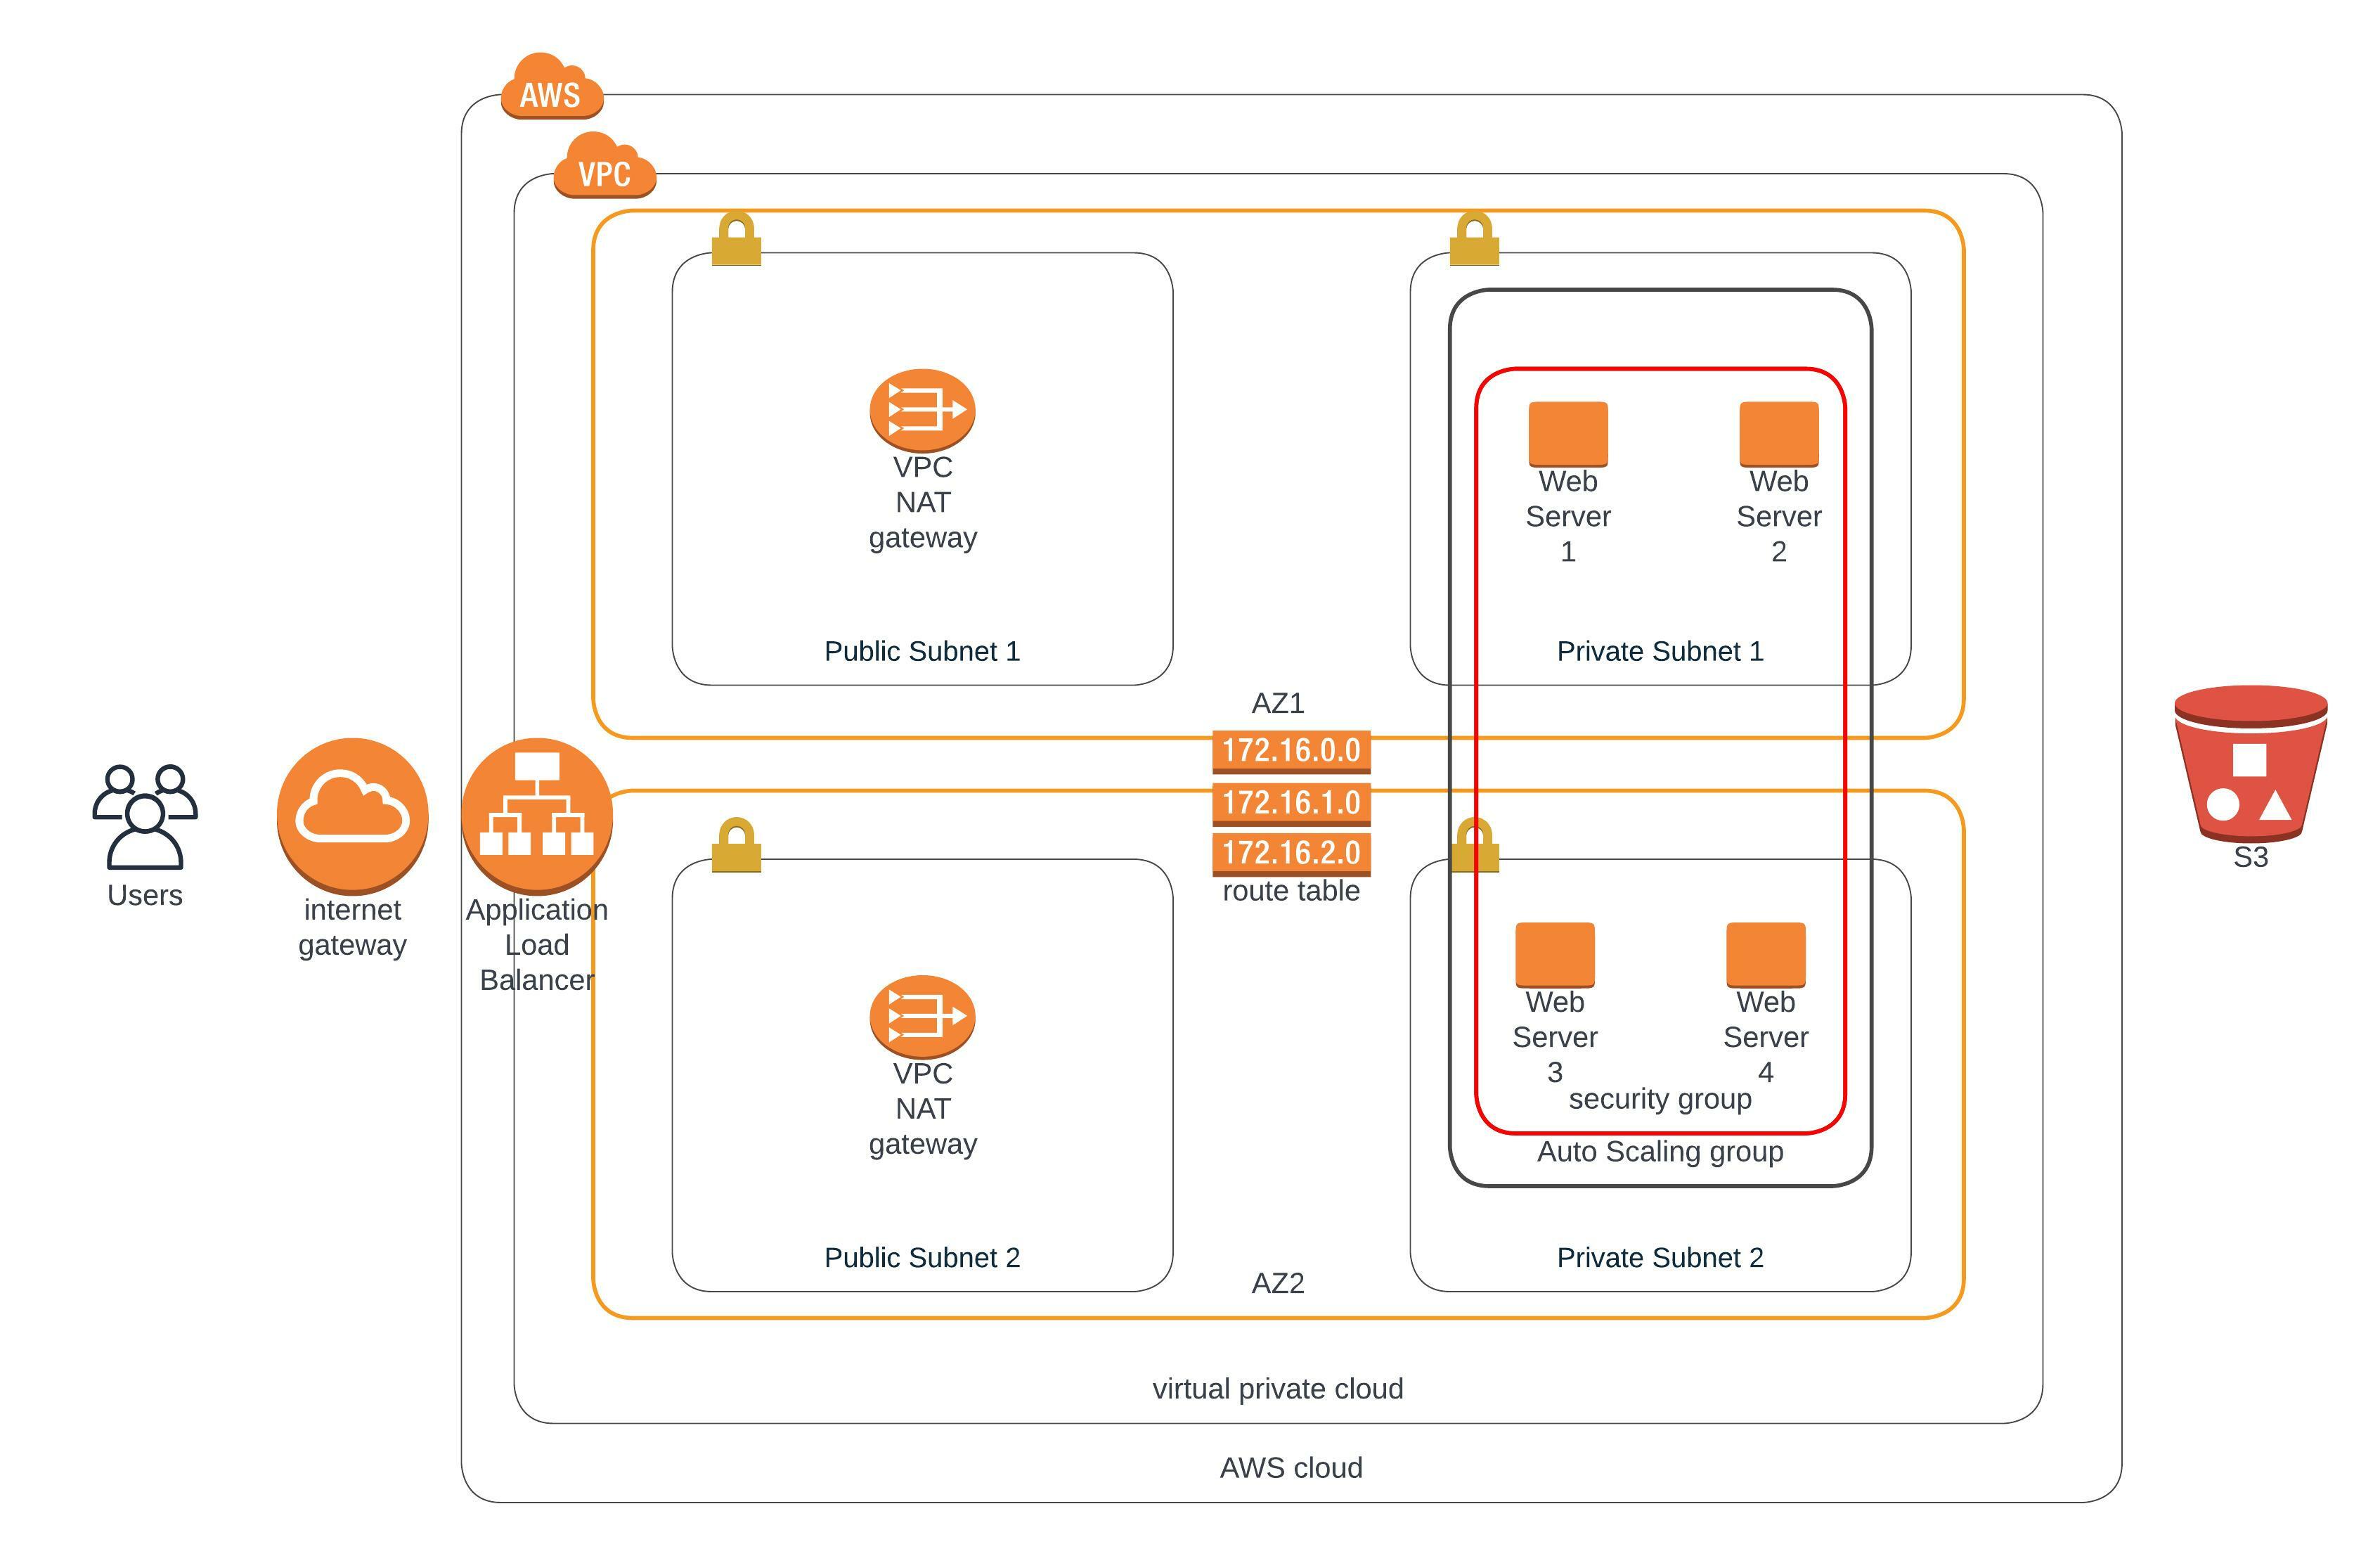 AWS
VPC
VPC
NAT
gateway
Public Subnet 1
Web
Server
1
Web
Server
2
Private Subnet 1
AZ1
172.16.0.0
172.16.1.0
172.16.2.0
route table
Users
internet
gateway
Application
Load
Balancer
S3
VPC
NAT
gateway
Public Subnet 2
Web
Server
3
Web
Server
4
security group
Auto Scaling group
Private Subnet 2
AZ2
virtual private cloud
AWS cloud